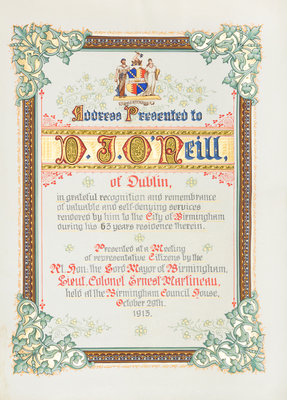 Address Presented to
D. J. O'Neill,
of Dublin,
in grateful recognition and remembrance
of valuable and self-denying services
rendered by him to the City of Birmingham
during his 63 years residence therein.
Presented at a Meeting
of representative Citizens by the
Rt. Hon: the Lord Mayor of Birmingham,
Lieut. Colonel Ernest Martineau,
held at the Birmingham Council House,
October 29th.
1913.